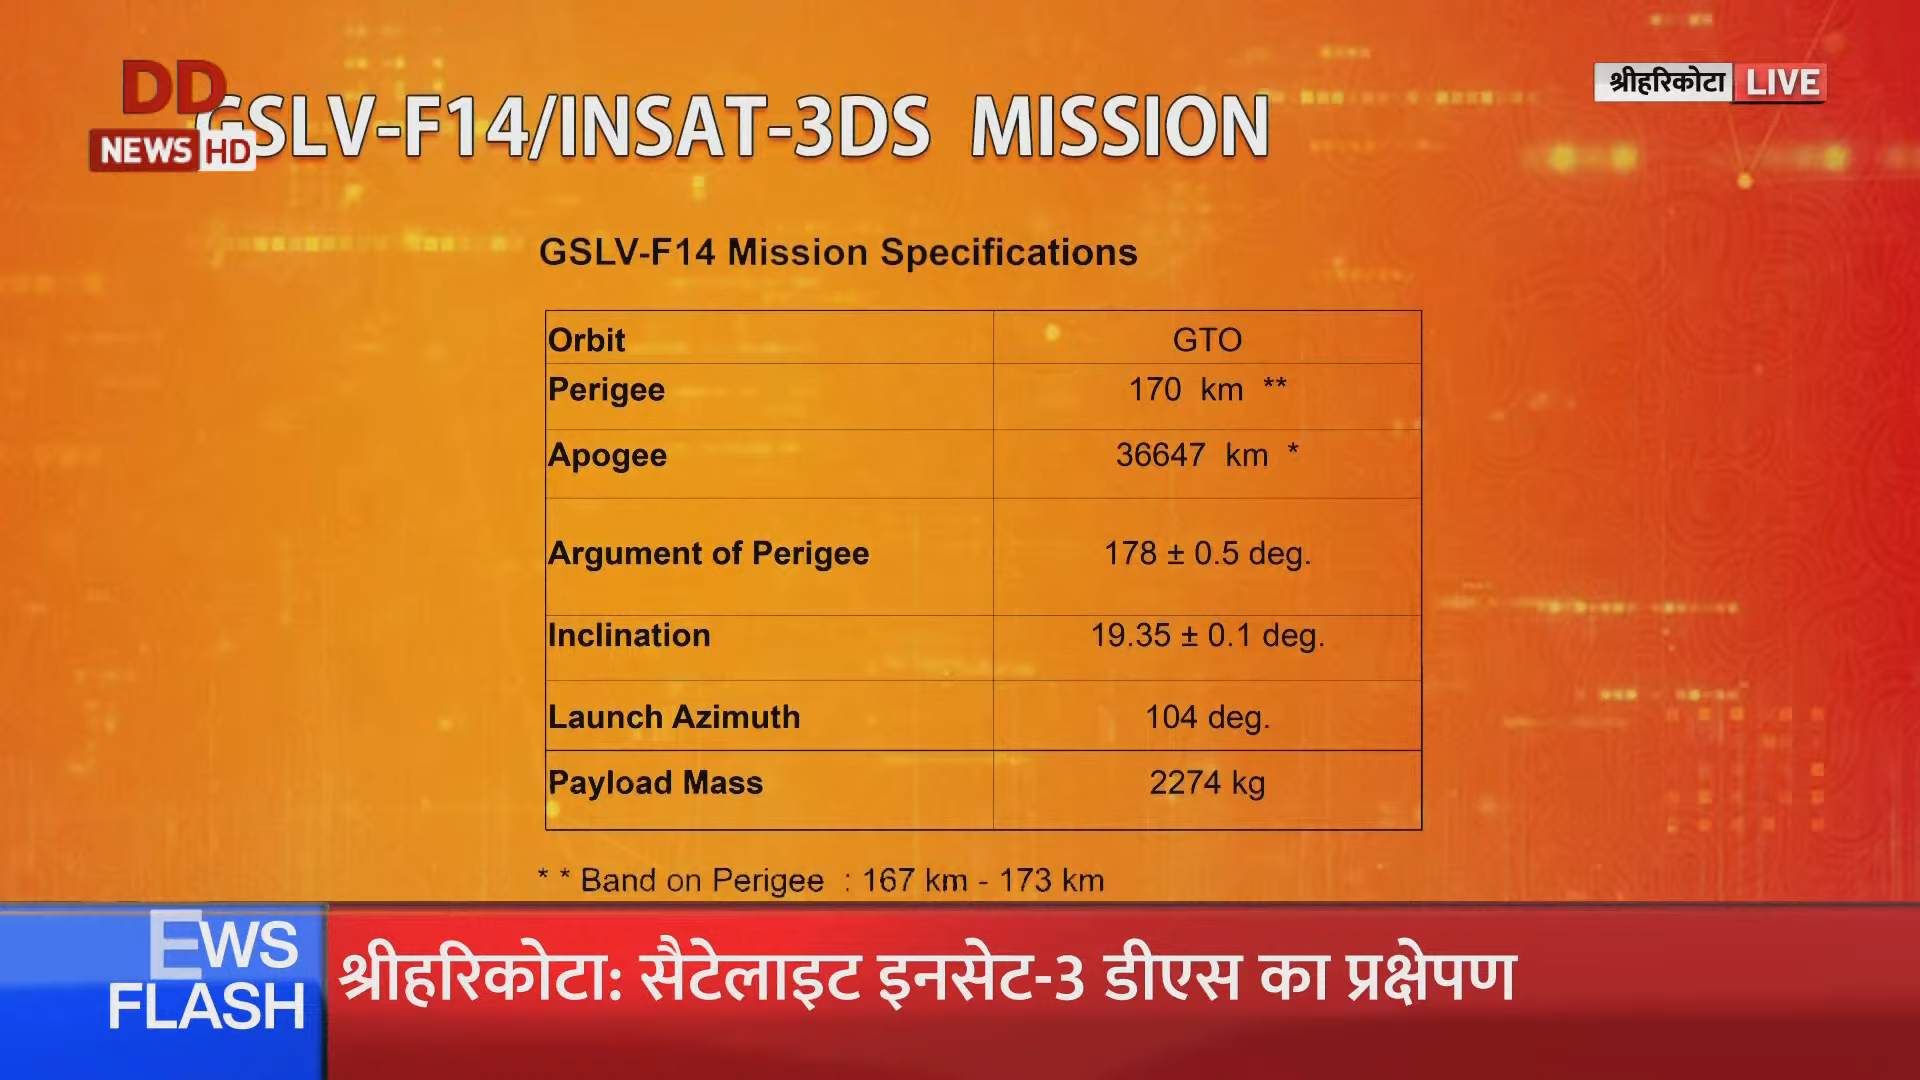 DD
NEWS HD
श्रीहरिकोटा LIVE
GSLV-F14/INSAT-3DS MISSION
GSLV-F14 Mission Specifications
Orbit GTO
Perigee 170 km **
Apogee 36647 km *
Argument of Perigee 178 ± 0.5 deg.
Inclination 19.35 ± 0.1 deg.
Launch Azimuth 104 deg.
Payload Mass 2274 kg
* * Band on Perigee : 167 km - 173 km
EWS
FLASH
श्रीहरिकोटा: सैटेलाइट इनसेट-3 डीएस का प्रक्षेपण